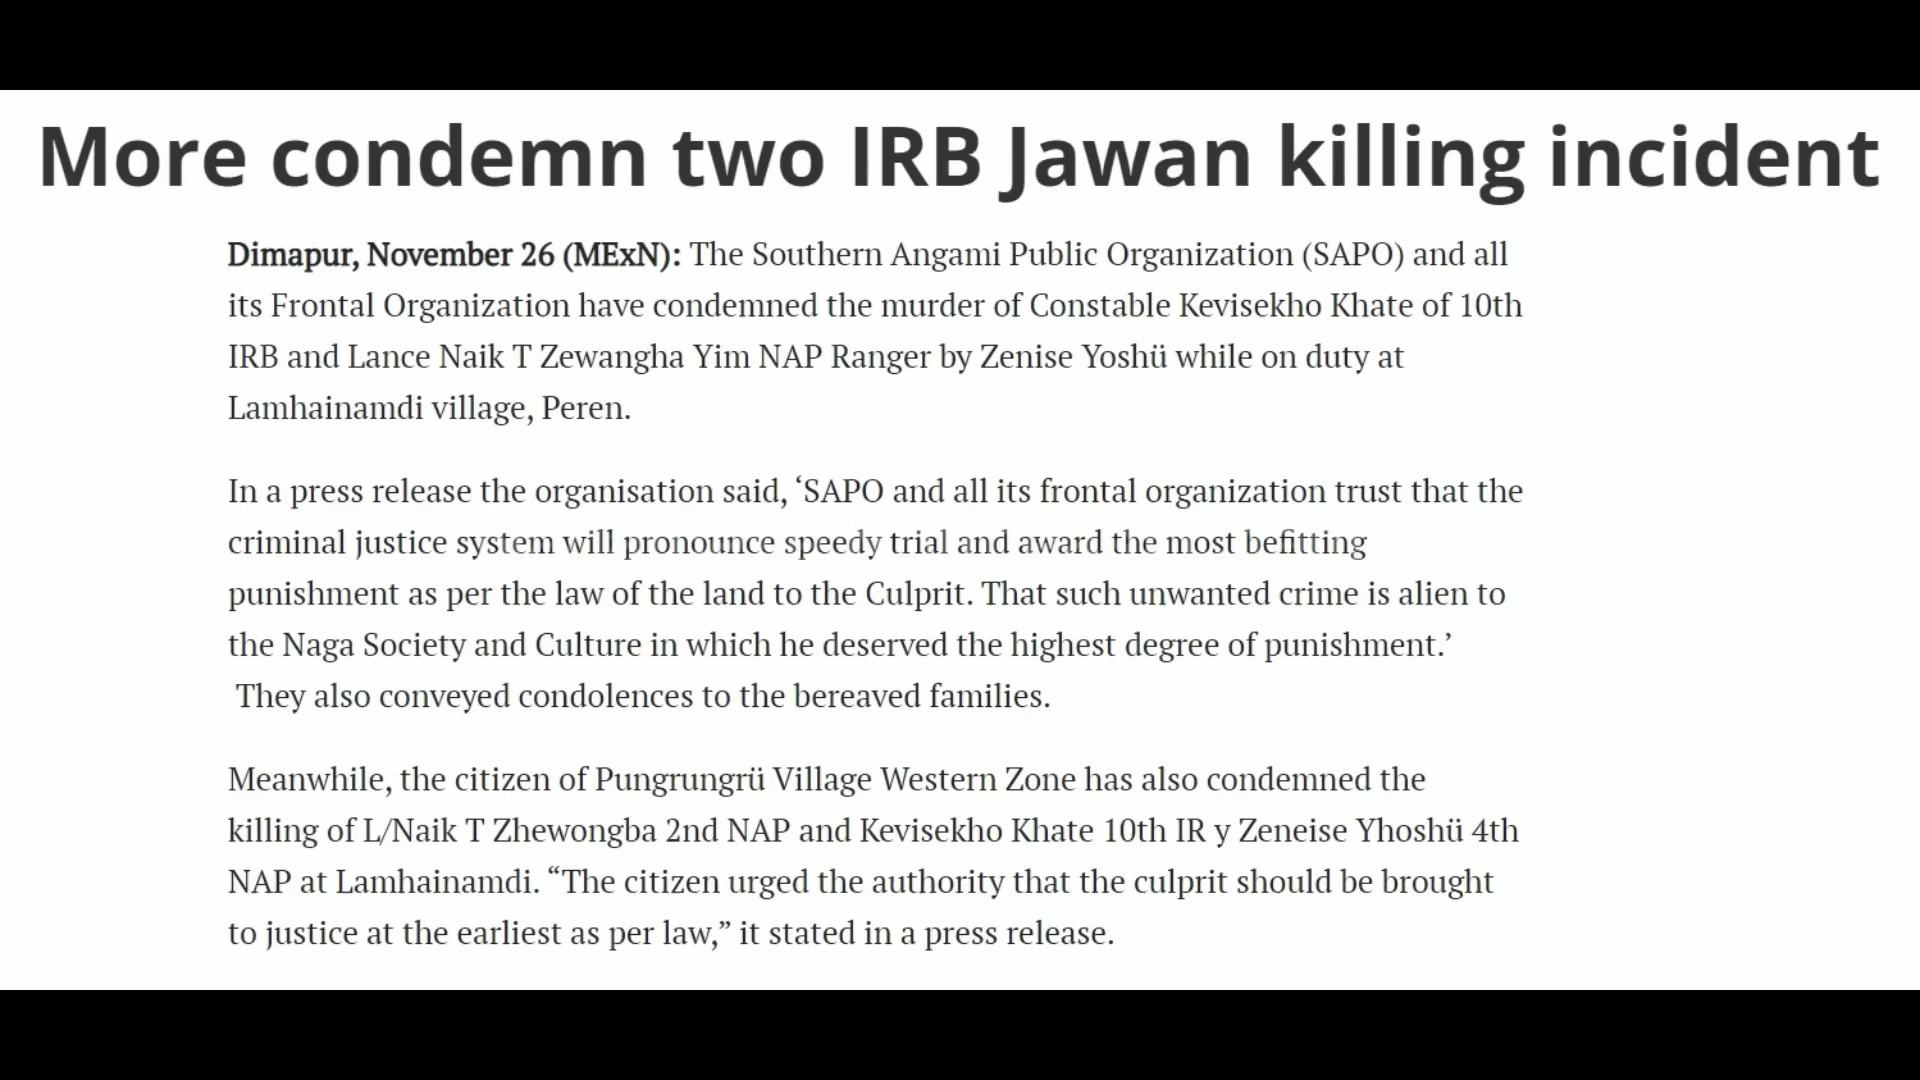 More condemn two IRB Jawan killing incident
Dimapur, November 26 (MExN): The Southern Angami Public Organization (SAPO) and all
its Frontal Organization have condemned the murder of Constable Kevisekho Khate of 10th
IRB and Lance Naik T Zewangha Yim NAP Ranger by Zenise Yoshü while on duty at
Lamhainamdi village, Peren.
In a press release the organisation said, ‘SAPO and all its frontal organization trust that the
criminal justice system will pronounce speedy trial and award the most befitting
punishment as per the law of the land to the Culprit. That such unwanted crime is alien to
the Naga Society and Culture in which he deserved the highest degree of punishment.’
They also conveyed condolences to the bereaved families.
Meanwhile, the citizen of Pungrungrü Village Western Zone has also condemned the
killing of L/Naik T Zhewongba 2nd NAP and Kevisekho Khate 10th IR y Zeneise Yhoshü 4th
NAP at Lamhainamdi. “The citizen urged the authority that the culprit should be brought
to justice at the earliest as per law,” it stated in a press release.